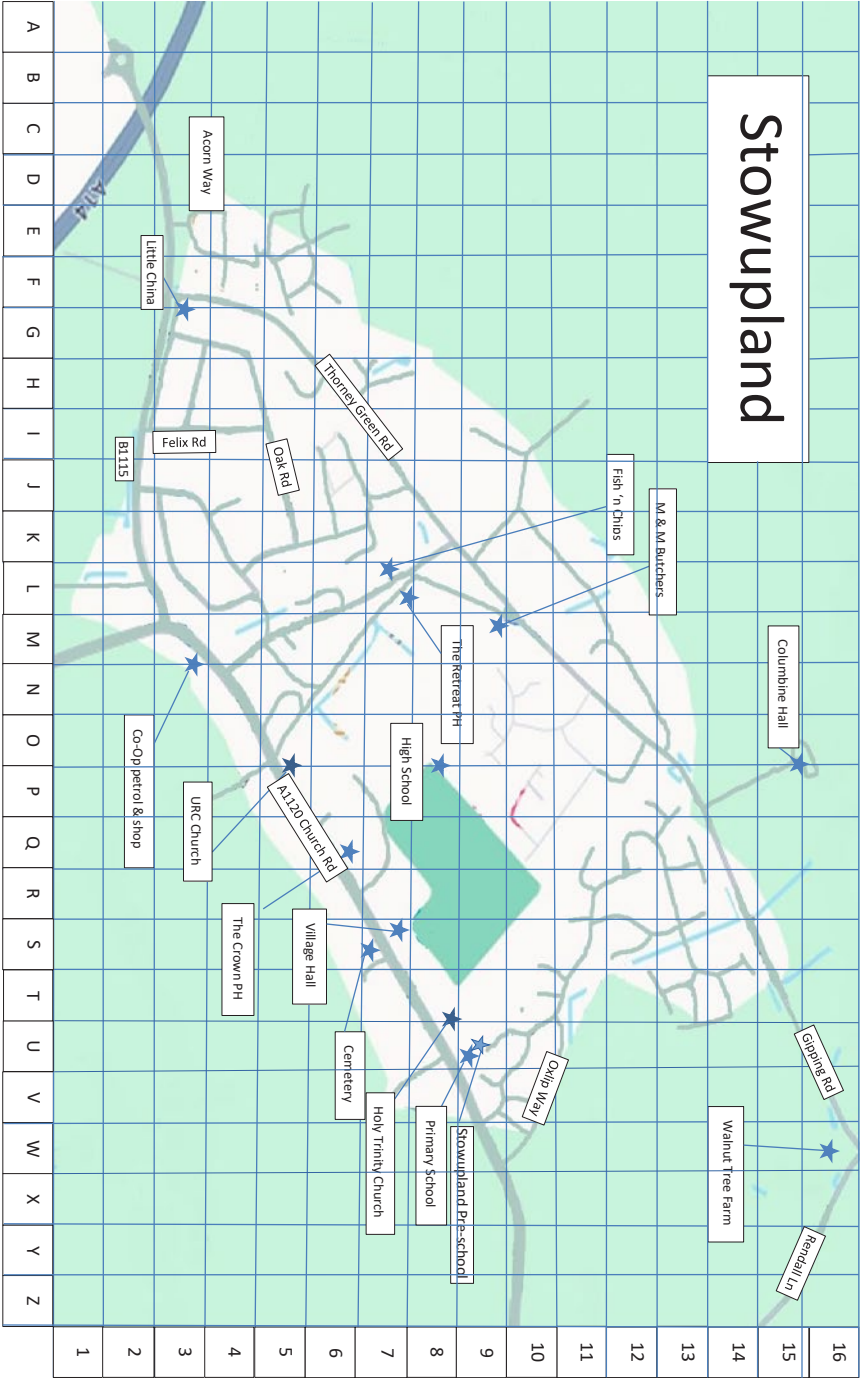 Stowupland
A
B
C
D
E
F
G
H
I
J
K
L
M
N
O
P
Q
R
S
T
U
V
W
X
Y
Z
1
2
3
4
5
6
7
8
9
10
11
12
13
14
15
16
A14
Acorn Way
Little China
Thorney Green Rd
Felix Rd
B1115
Oak Rd
Fish 'n Chips
M & M Butchers
The Retreat PH
Columbine Hall
High School
Co-Op petrol & shop
URC Church
A1120 Church Rd
The Crown PH
Village Hall
Cemetery
Holy Trinity Church
Primary School
Stowupland Pre-school
Oxlip Way
Gipping Rd
Walnut Tree Farm
Rendall Ln